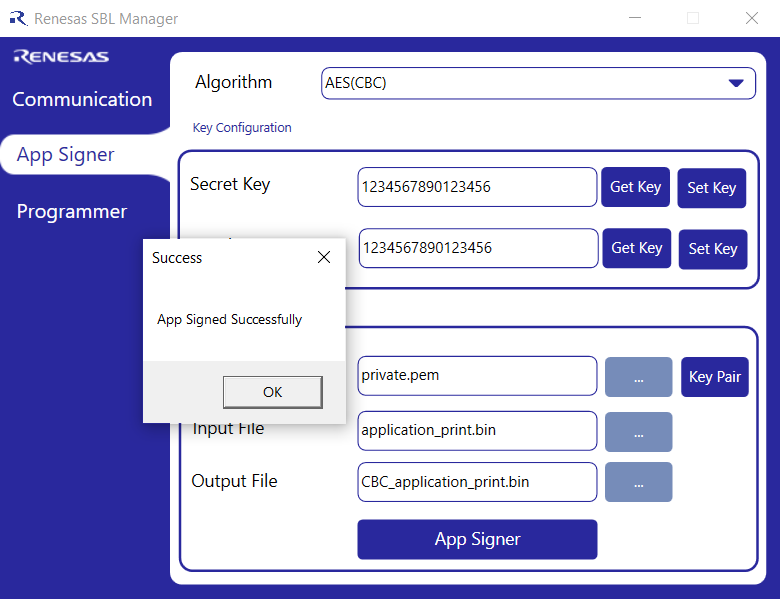 Renesas SBL Manager
RENESAS
Communication
App Signer
Programmer
Algorithm
AES(CBC)
Key Configuration
Secret Key
1234567890123456
Get Key
Set Key
1234567890123456
Get Key
Set Key
Success
App Signed Successfully
OK
private.pem
...
Key Pair
Input File
application_print.bin
...
Output File
CBC_application_print.bin
...
App Signer